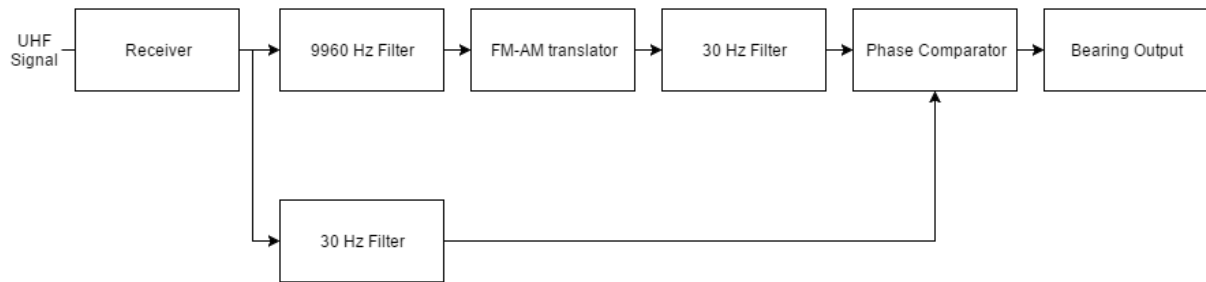 UHF
Signal
Receiver
9960 Hz Filter
FM-AM translator
30 Hz Filter
Phase Comparator
Bearing Output
30 Hz Filter